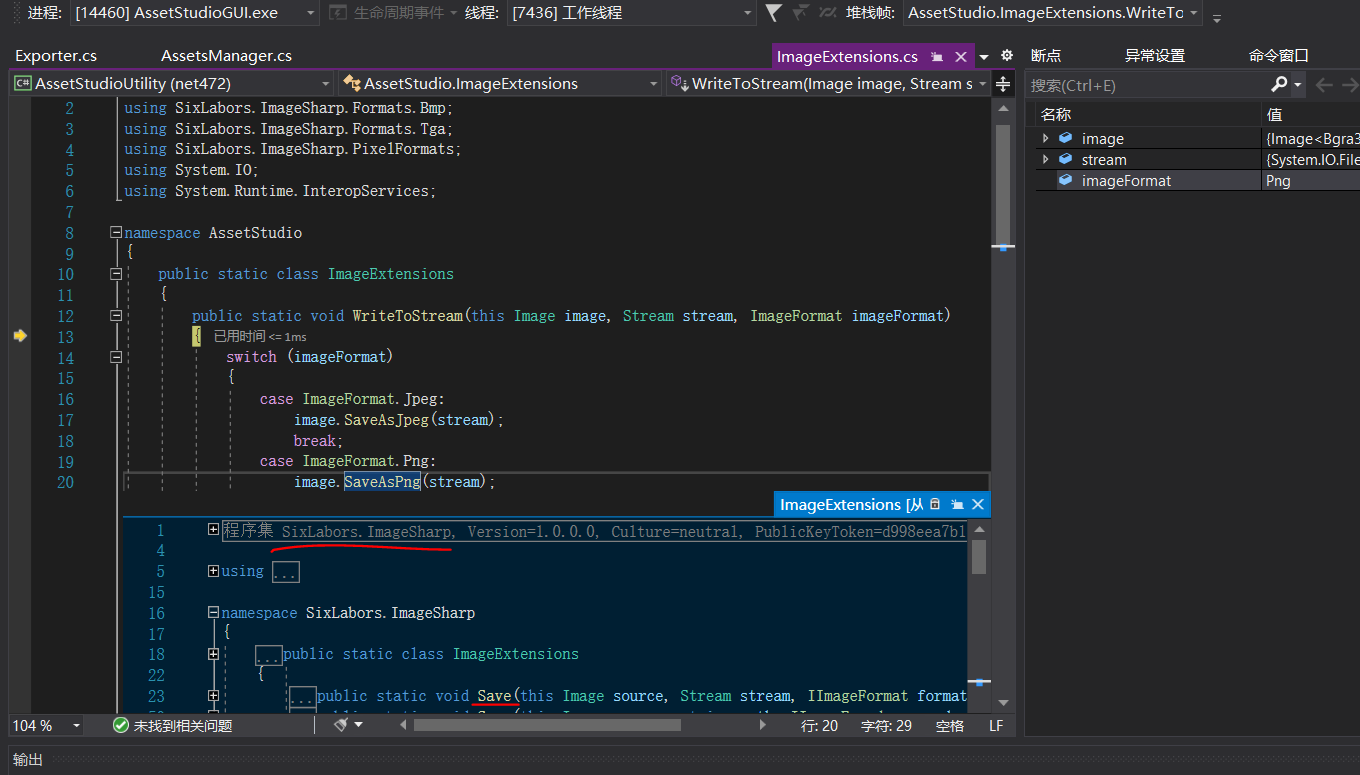 进程: [14460] AssetStudioGUI.exe 生命周期事件 线程: [7436] 工作线程 堆栈帧: AssetStudio.ImageExtensions.WriteTo
Exporter.cs AssetsManager.cs ImageExtensions.cs 断点 异常设置 命令窗口
C# AssetStudioUtility (net472) AssetStudio.ImageExtensions WriteToStream(Image image, Stream s 搜索(Ctrl+E)
名称 值
image {Image<Bgra3
stream {System.IO.File
imageFormat Png
2 using SixLabors.ImageSharp.Formats.Bmp;
3 using SixLabors.ImageSharp.Formats.Tga;
4 using SixLabors.ImageSharp.PixelFormats;
5 using System.IO;
6 using System.Runtime.InteropServices;
7
8 namespace AssetStudio
9 {
10 public static class ImageExtensions
11 {
12 public static void WriteToStream(this Image image, Stream stream, ImageFormat imageFormat)
13 { 已用时间 <= 1ms
14 switch (imageFormat)
15 {
16 case ImageFormat.Jpeg:
17 image.SaveAsJpeg(stream);
18 break;
19 case ImageFormat.Png:
20 image.SaveAsPng(stream);
ImageExtensions [从
1 程序集 SixLabors.ImageSharp, Version=1.0.0.0, Culture=neutral, PublicKeyToken=d998eea7b1
4
5 using ...
15
16 namespace SixLabors.ImageSharp
17 {
18 ...public static class ImageExtensions
22 {
23 ...public static void Save(this Image source, Stream stream, IImageFormat format
104 % 未找到相关问题 行: 20 字符: 29 空格 LF
输出